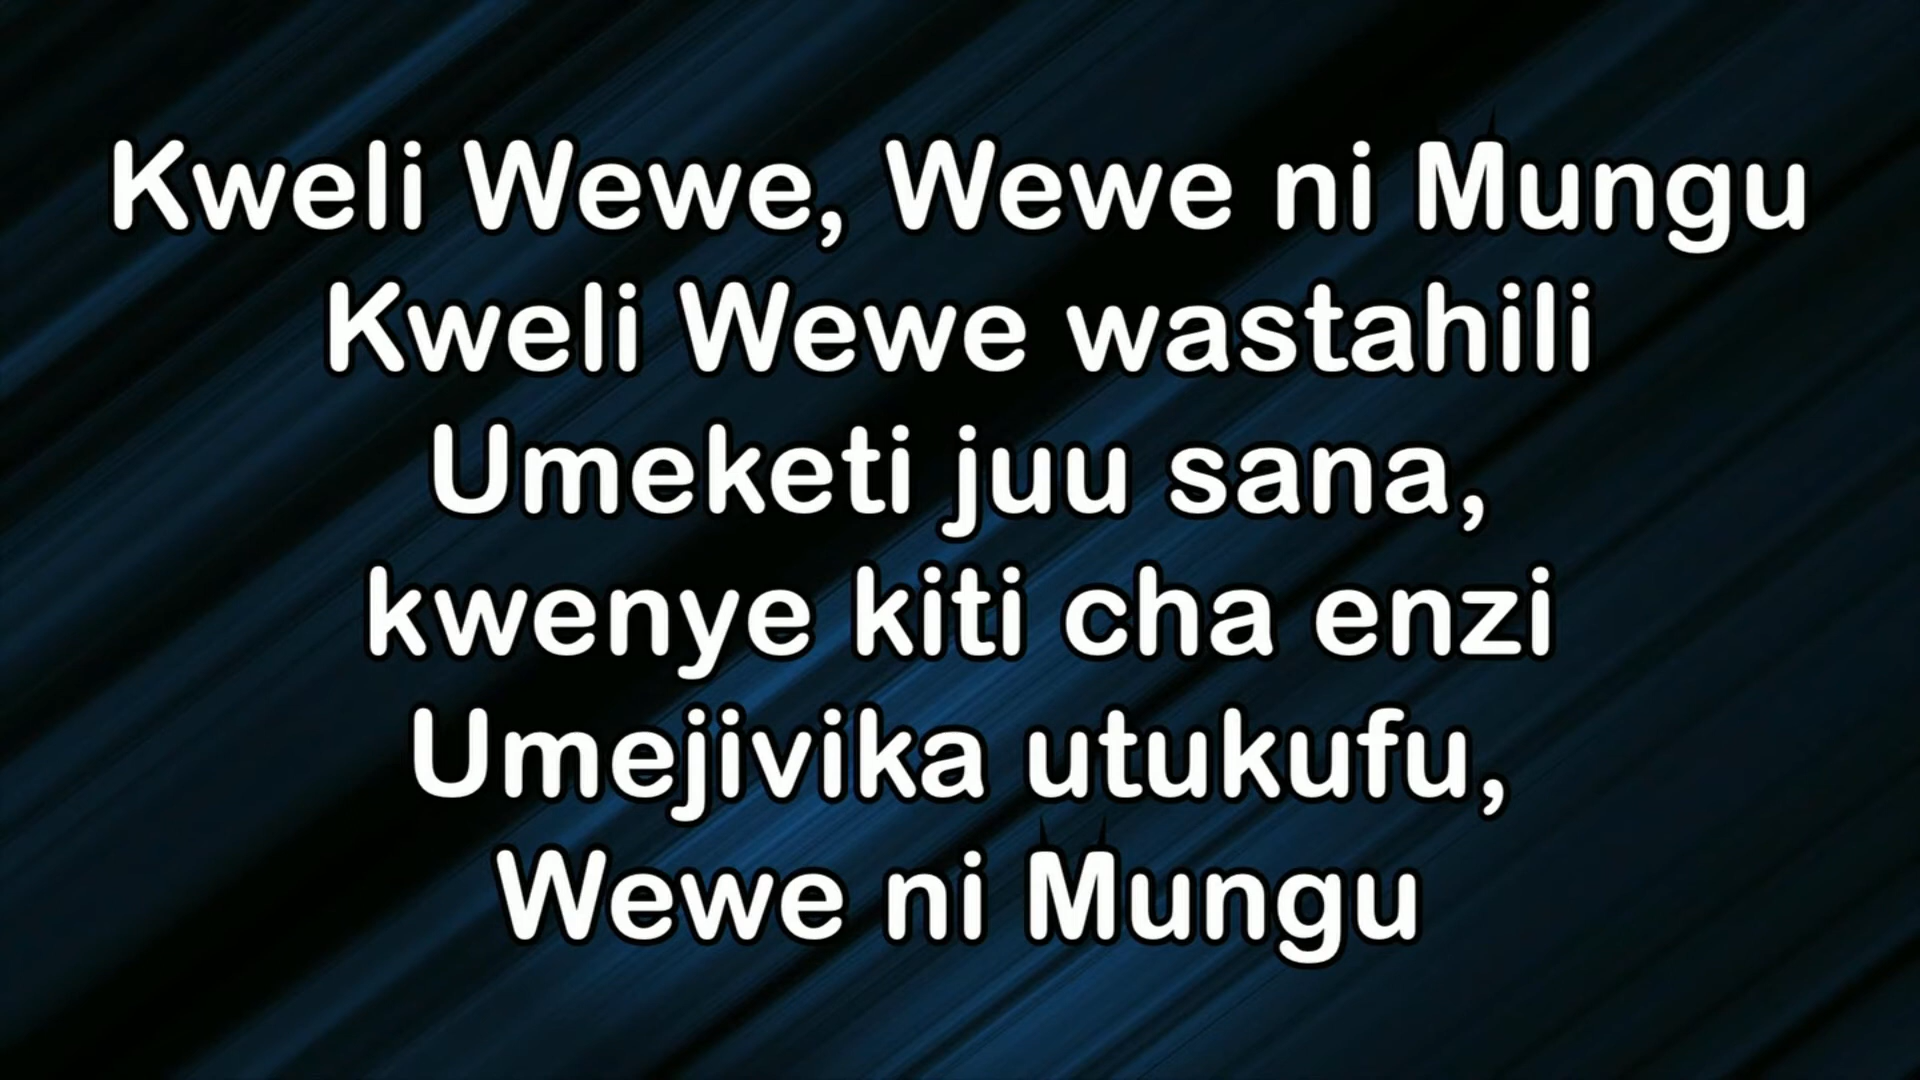 Kweli Wewe, Wewe ni Mungu
Kweli Wewe wastahili
Umeketi juu sana,
kwenye kiti cha enzi
Umejivika utukufu,
Wewe ni Mungu